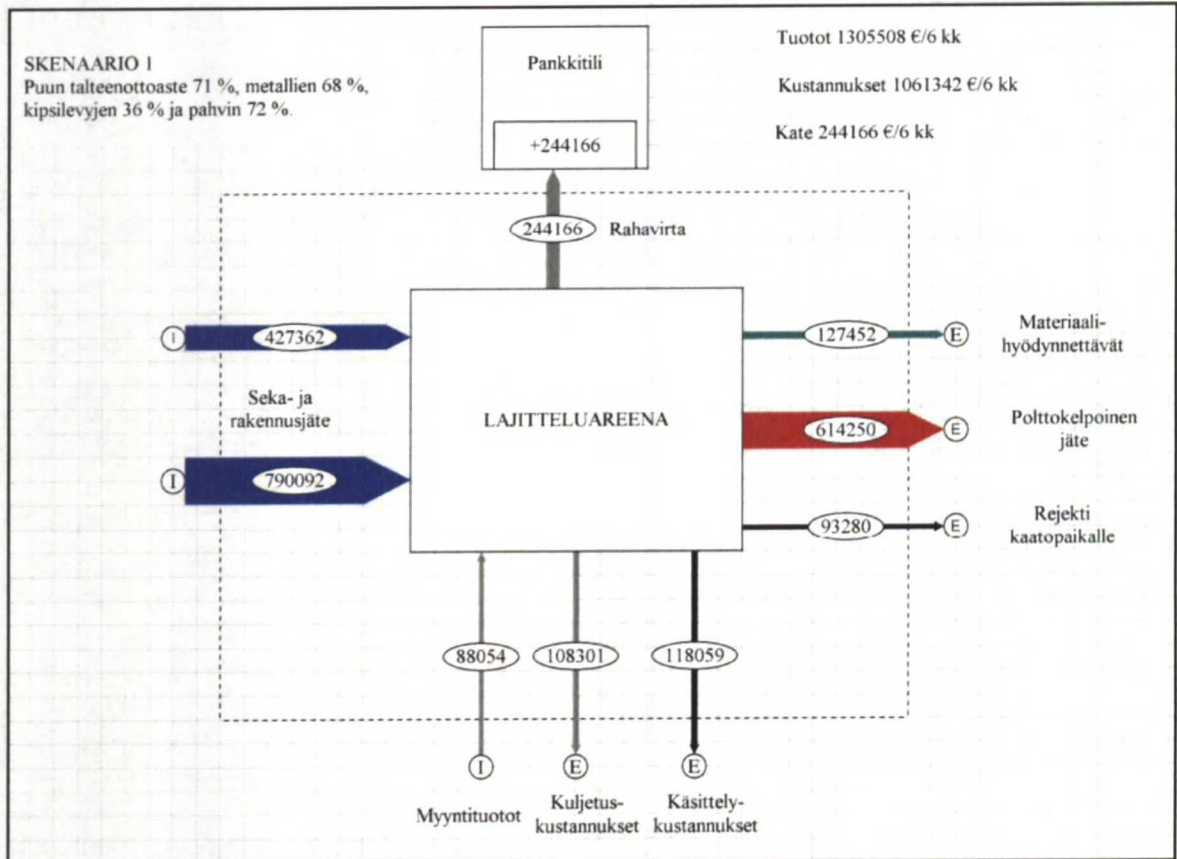 SKENAARIO 1
Puun talteenottoaste 71 %, metallien 68 %,
kipsilevyjen 36 % ja pahvin 72 %.
Pankkitili
+244166
Tuotot 1305508 €/6 kk
Kustannukset 1061342 €/6 kk
Kate 244166 €/6 kk
244166
Rahavirta
I
427362
Seka- ja
rakennusjäte
I
790092
LAJITTELUAREENA
127452
E
Materiaali-
hyödynnettävät
614250
E
Polttokelpoinen
jäte
93280
E
Rejekti
kaatopaikalle
88054
108301
118059
I
E
E
Myyntituotot
Kuljetus-
kustannukset
Käsittely-
kustannukset